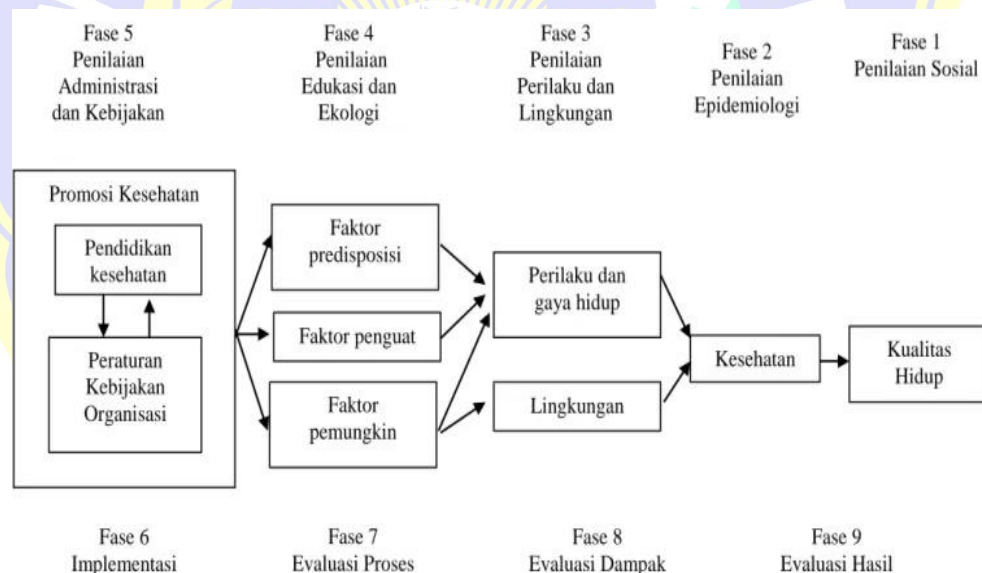 Fase 5
Penilaian
Administrasi
dan Kebijakan
Fase 4
Penilaian
Edukasi dan
Ekologi
Fase 3
Penilaian
Perilaku dan
Lingkungan
Fase 2
Penilaian
Epidemiologi
Fase 1
Penilaian Sosial
Promosi Kesehatan
Pendidikan
kesehatan
Peraturan
Kebijakan
Organisasi
Faktor
predisposisi
Faktor penguat
Faktor
pemungkin
Perilaku dan
gaya hidup
Lingkungan
Kesehatan
Kualitas
Hidup
Fase 6
Implementasi
Fase 7
Evaluasi Proses
Fase 8
Evaluasi Dampak
Fase 9
Evaluasi Hasil